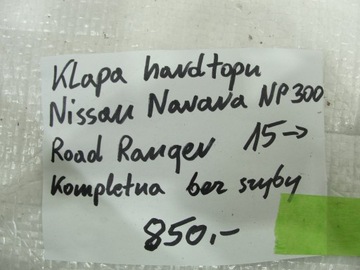 Klapa hardtopu
Nissan Navara NP300
Road Ranger 15->
Kompletna bez szyby
850,-